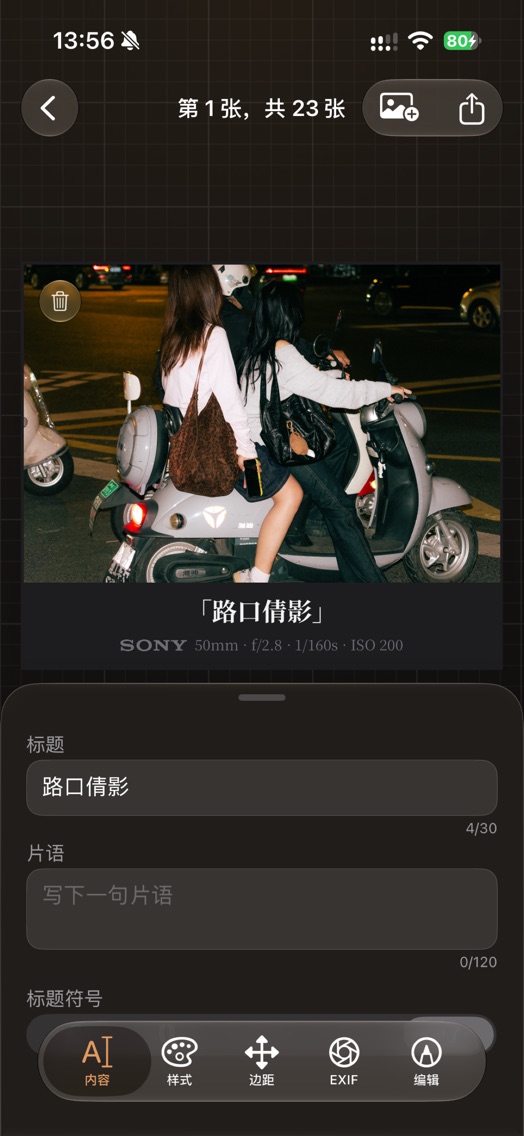 13:56
80
第 1 张，共 23 张
「路口倩影」
SONY 50mm · f/2.8 · 1/160s · ISO 200
标题
路口倩影
4/30
片语
写下一句片语
0/120
标题符号
内容
样式
边距
EXIF
编辑